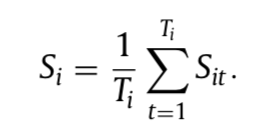 S_i = \frac{1}{T_i} \sum_{t=1}^{T_i} S_{it}.